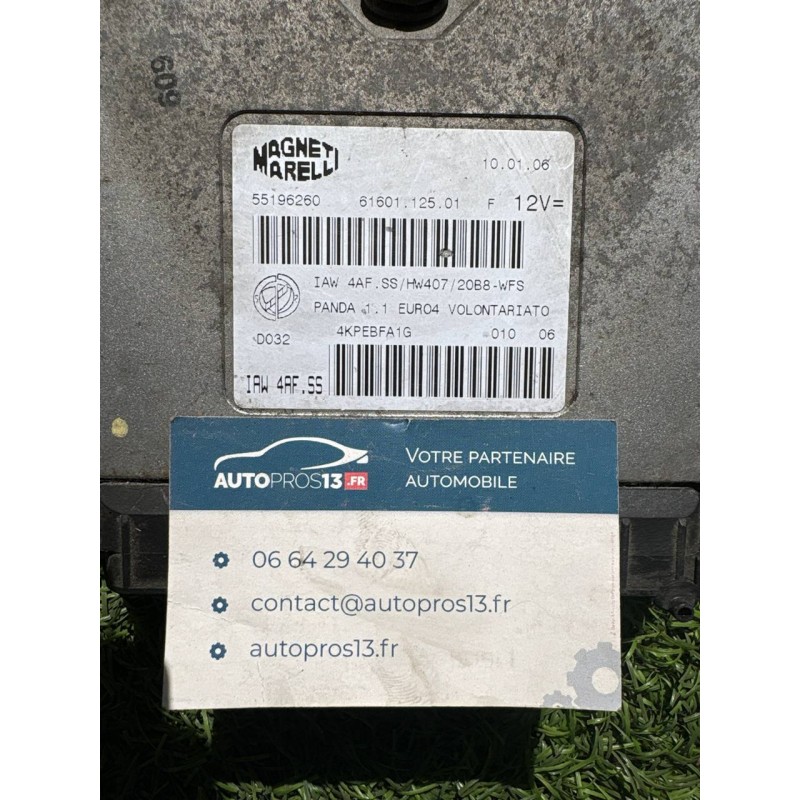 609
MAGNETI
MARELLI
10.01.06
55196260 61601.125.01 F 12V=
IAW 4AF.SS/HW407/20B8-WFS
PANDA 1.1 EURO4 VOLONTARIATO
D032 4KPEBFA1G 010 06
IAW 4AF.SS
AUTOPROS13.FR
VOTRE PARTENAIRE
AUTOMOBILE
06 64 29 40 37
contact@autopros13.fr
autopros13.fr